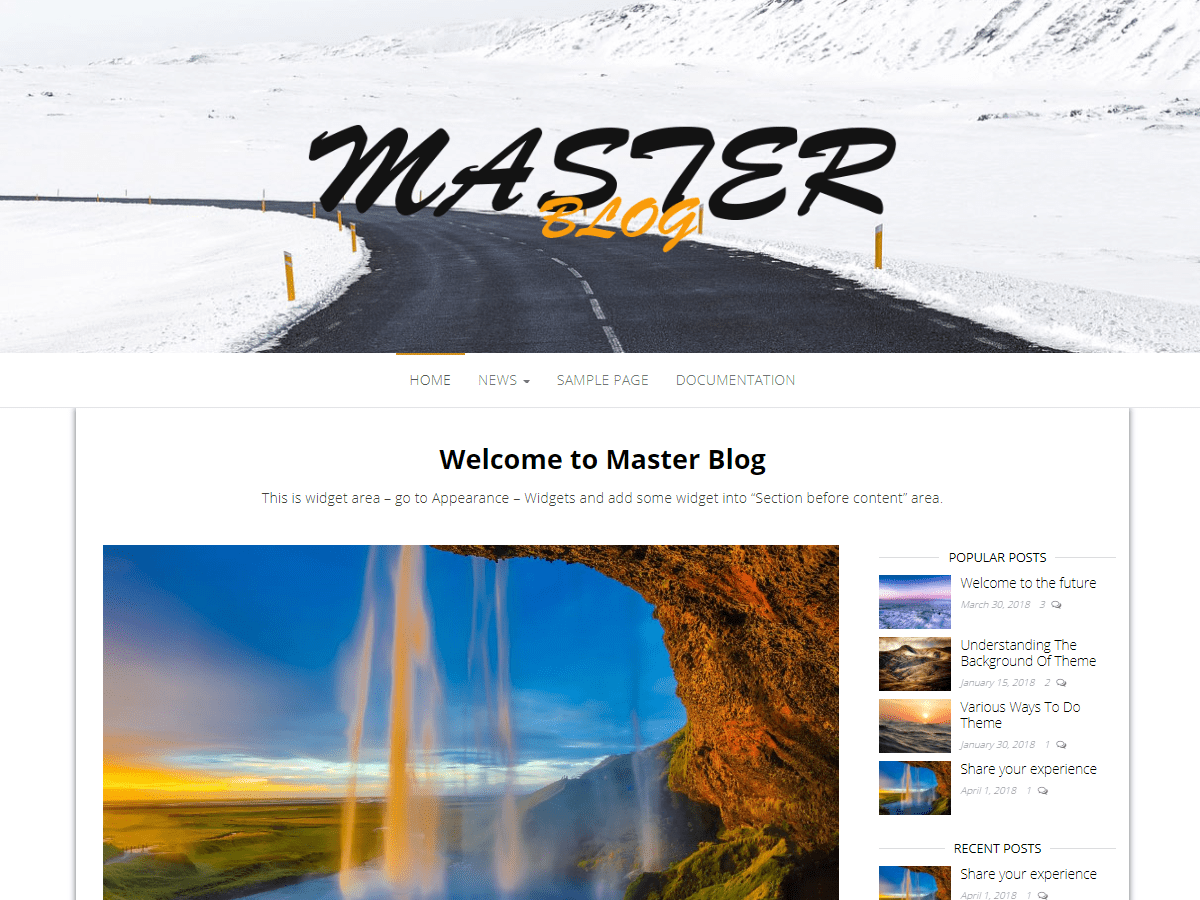 MASTER
BLOG
HOME NEWS SAMPLE PAGE DOCUMENTATION
Welcome to Master Blog
This is widget area – go to Appearance – Widgets and add some widget into “Section before content” area.
POPULAR POSTS
Welcome to the future
March 30, 2018 3
Understanding The
Background Of Theme
January 15, 2018 2
Various Ways To Do
Theme
January 30, 2018 1
Share your experience
April 1, 2018 1
RECENT POSTS
Share your experience
April 1, 2018 1